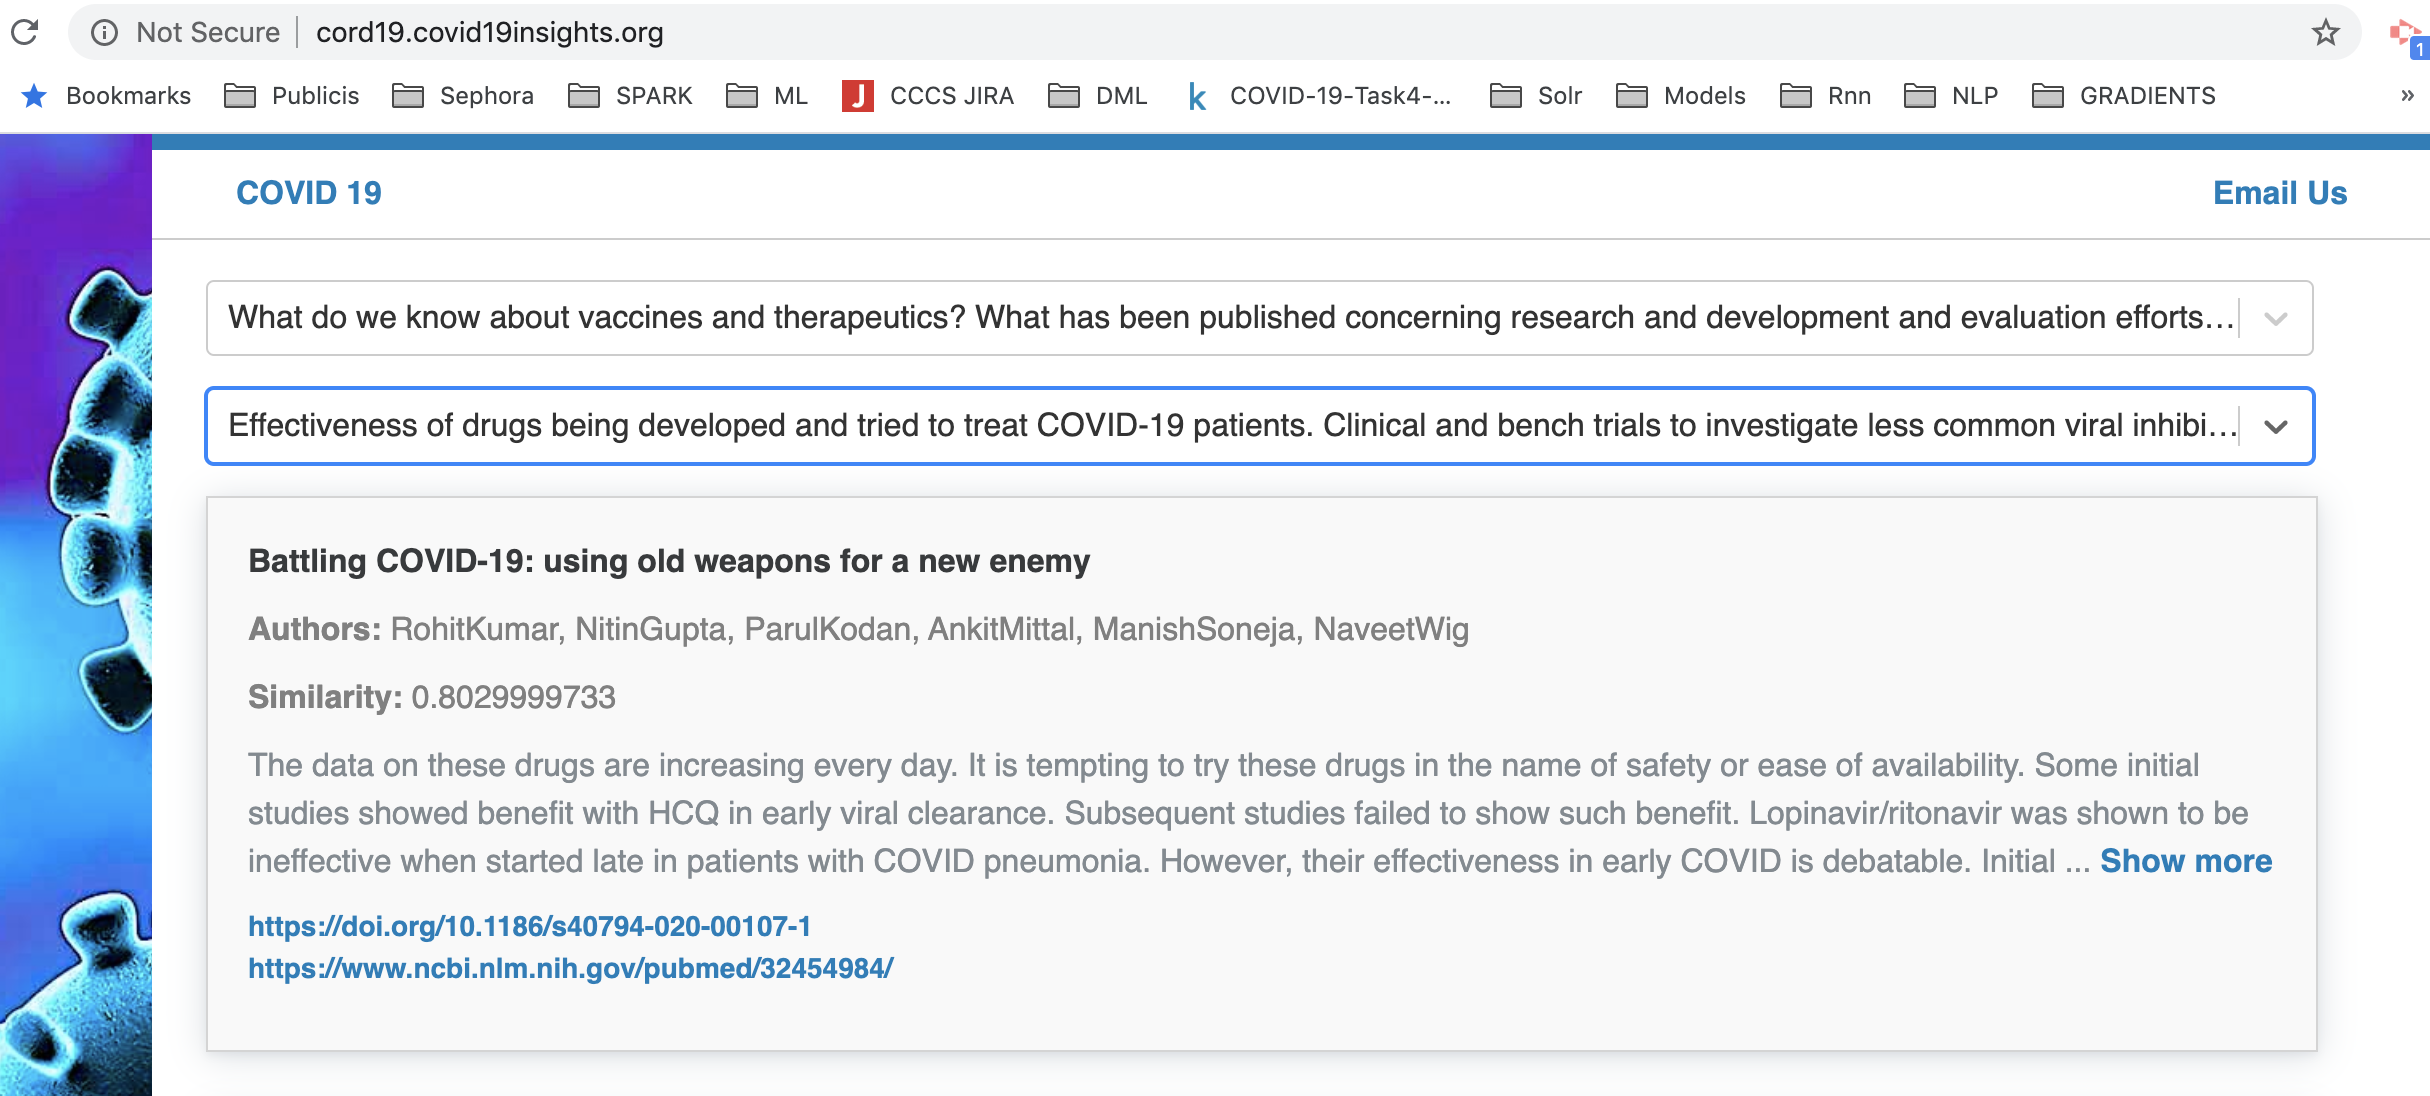 Not Secure | cord19.covid19insights.org
1
Bookmarks Publicis Sephora SPARK ML J CCCS JIRA DML k COVID-19-Task4-... Solr Models Rnn NLP GRADIENTS »
COVID 19 Email Us
What do we know about vaccines and therapeutics? What has been published concerning research and development and evaluation efforts...
Effectiveness of drugs being developed and tried to treat COVID-19 patients. Clinical and bench trials to investigate less common viral inhibi...
Battling COVID-19: using old weapons for a new enemy
Authors: RohitKumar, NitinGupta, ParulKodan, AnkitMittal, ManishSoneja, NaveetWig
Similarity: 0.8029999733
The data on these drugs are increasing every day. It is tempting to try these drugs in the name of safety or ease of availability. Some initial
studies showed benefit with HCQ in early viral clearance. Subsequent studies failed to show such benefit. Lopinavir/ritonavir was shown to be
ineffective when started late in patients with COVID pneumonia. However, their effectiveness in early COVID is debatable. Initial ... Show more
https://doi.org/10.1186/s40794-020-00107-1
https://www.ncbi.nlm.nih.gov/pubmed/32454984/